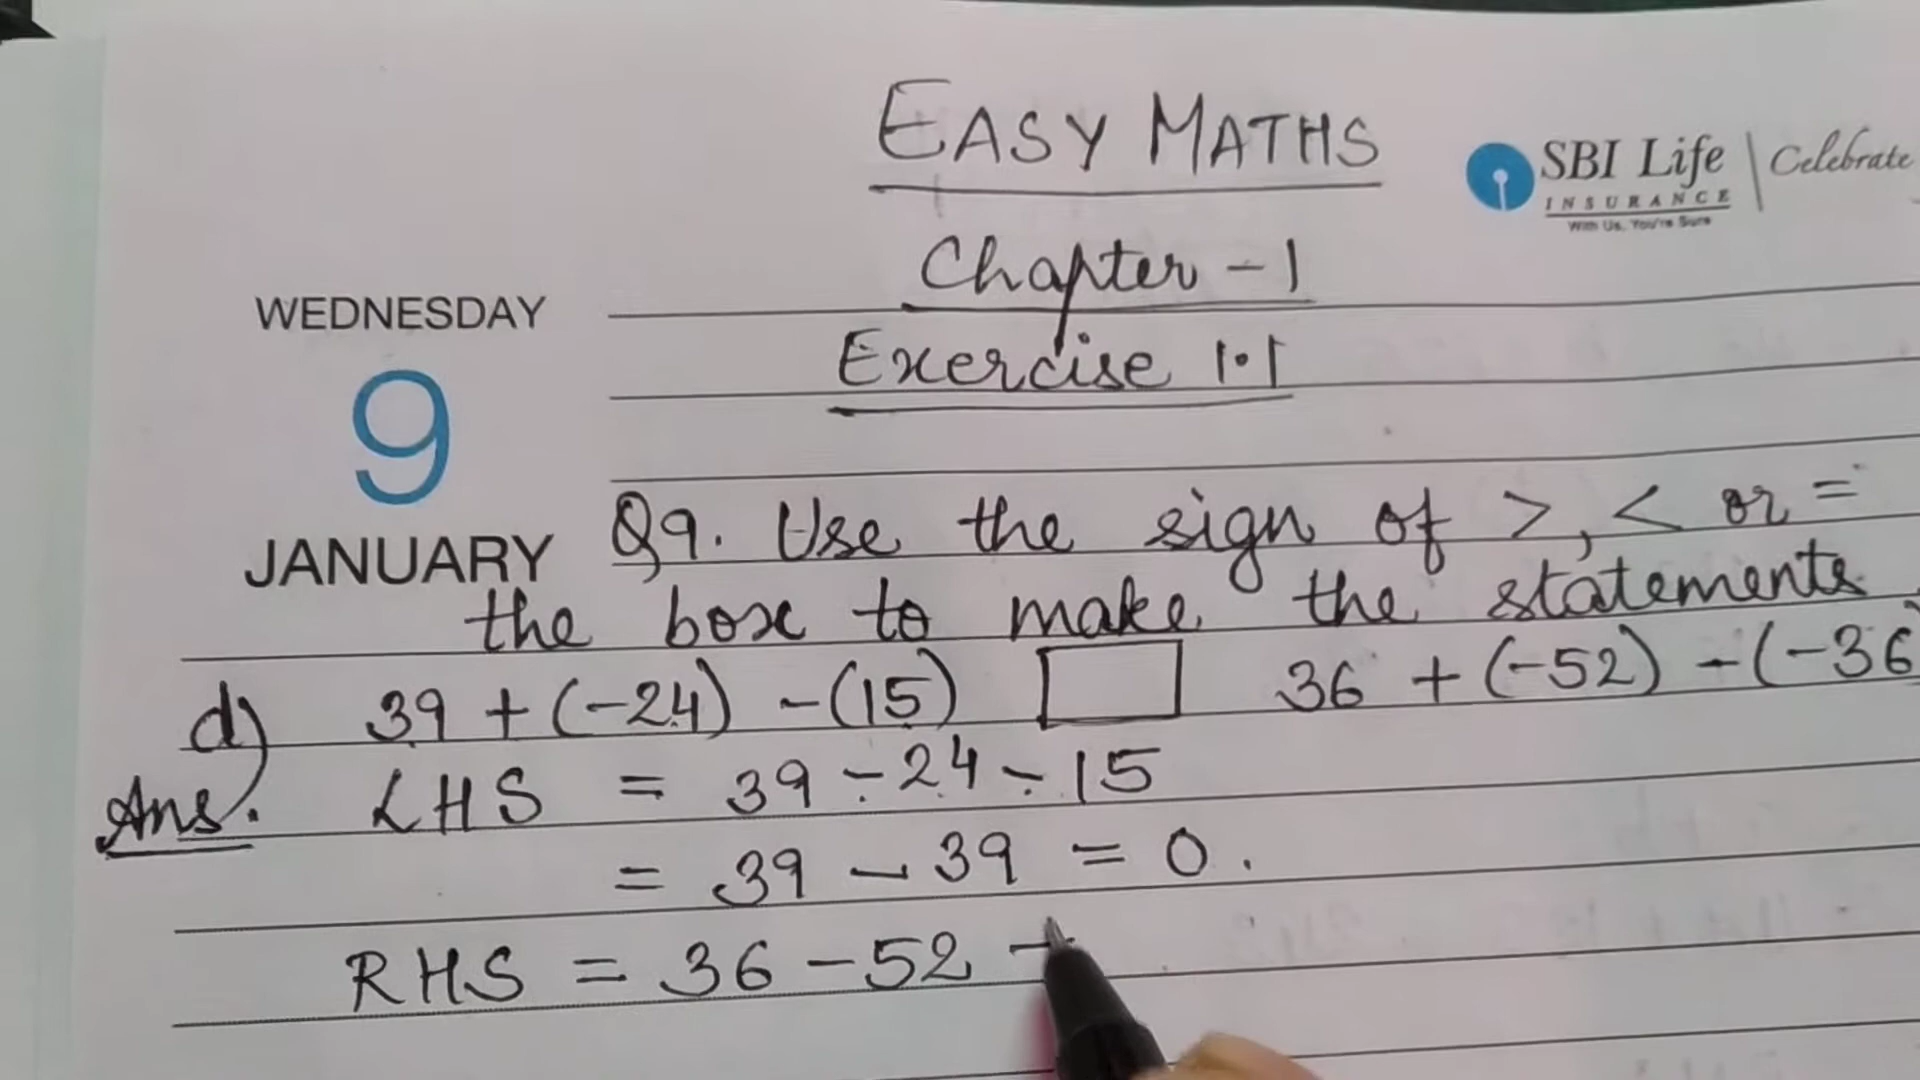 EASY MATHS
SBI Life | Celebrate
INSURANCE
With Us, You're Sure
Chapter - 1
WEDNESDAY
Exercise 1.1
9
JANUARY
Q9. Use the sign of >, < or =
the box to make the statements
d) 39 + (-24) - (15) 36 + (-52) - (-36)
Ans. LHS = 39 - 24 - 15
= 39 - 39 = 0.
RHS = 36 - 52